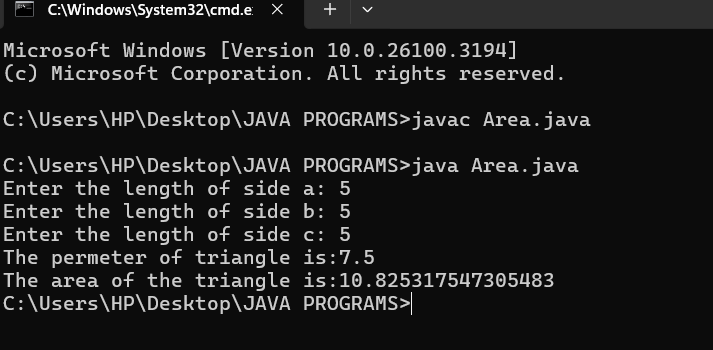 C:\Windows\System32\cmd.e:
Microsoft Windows [Version 10.0.26100.3194]
(c) Microsoft Corporation. All rights reserved.
C:\Users\HP\Desktop\JAVA PROGRAMS>javac Area.java
C:\Users\HP\Desktop\JAVA PROGRAMS>java Area.java
Enter the length of side a: 5
Enter the length of side b: 5
Enter the length of side c: 5
The permeter of triangle is:7.5
The area of the triangle is:10.825317547305483
C:\Users\HP\Desktop\JAVA PROGRAMS>